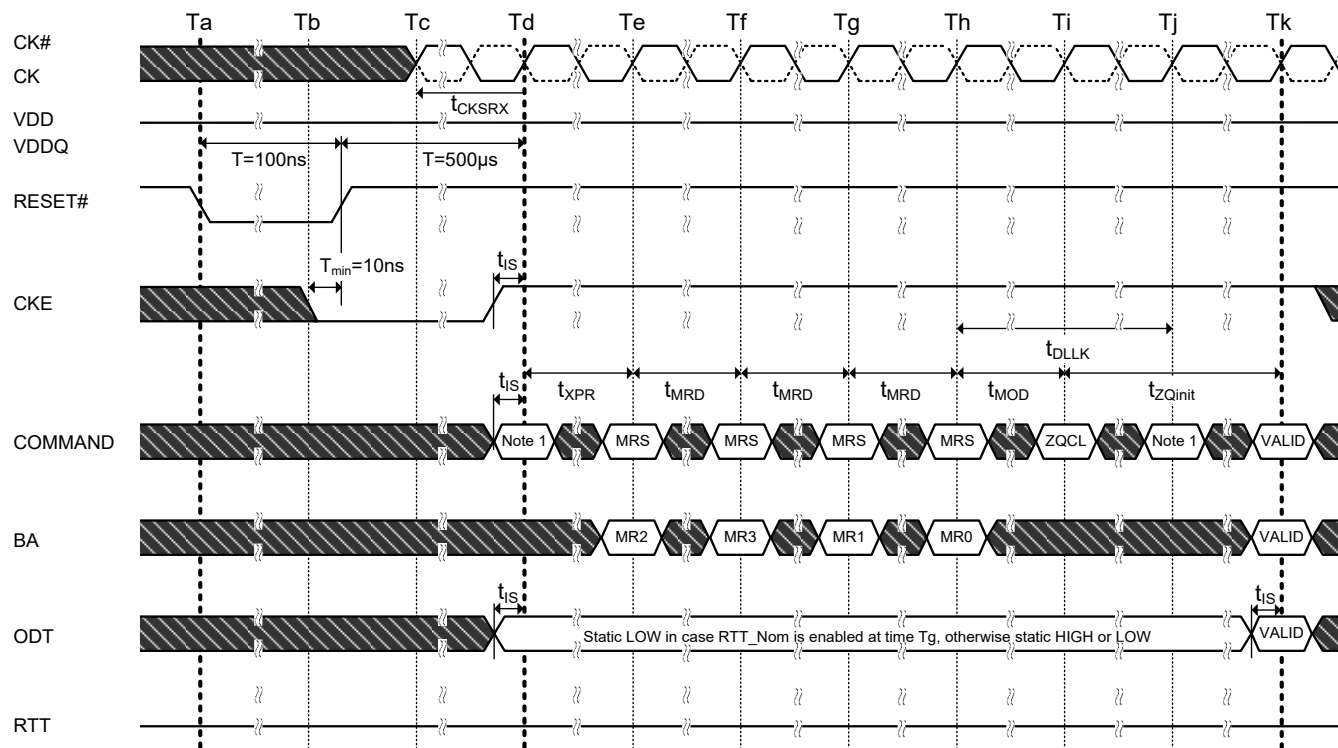 Ta Tb Tc Td Te Tf Tg Th Ti Tj Tk
CK#
CK
tCKSRX
VDD
VDDQ
T=100ns T=500µs
RESET#
Tmin=10ns tIS
CKE
tDLLK
tIS tXPR tMRD tMRD tMRD tMOD tZQinit
COMMAND Note 1 MRS MRS MRS MRS ZQCL Note 1 VALID
BA MR2 MR3 MR1 MR0 VALID
tIS tIS
ODT Static LOW in case RTT_Nom is enabled at time Tg, otherwise static HIGH or LOW VALID
RTT